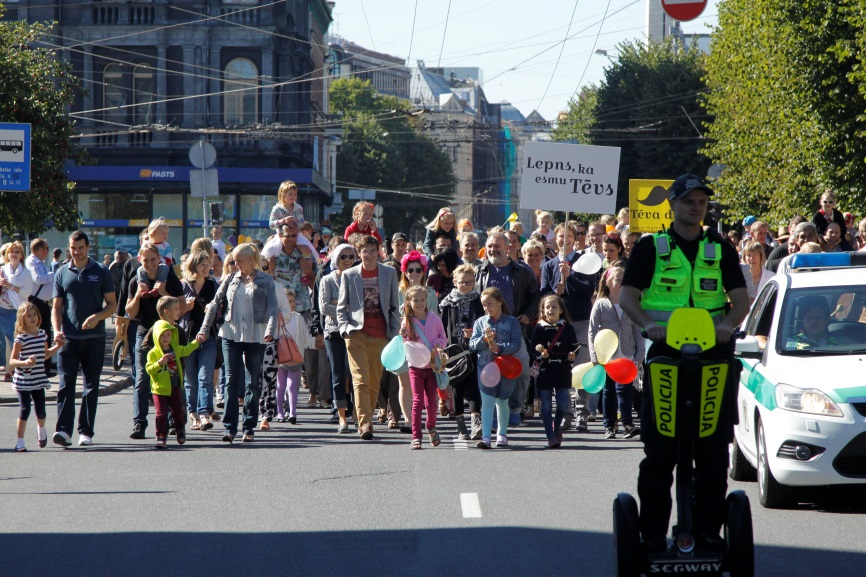 PASTS
Lepns, ka
esmu Tēvs
Tēva d
POLICIJA
POLICIJA
SEGWAY